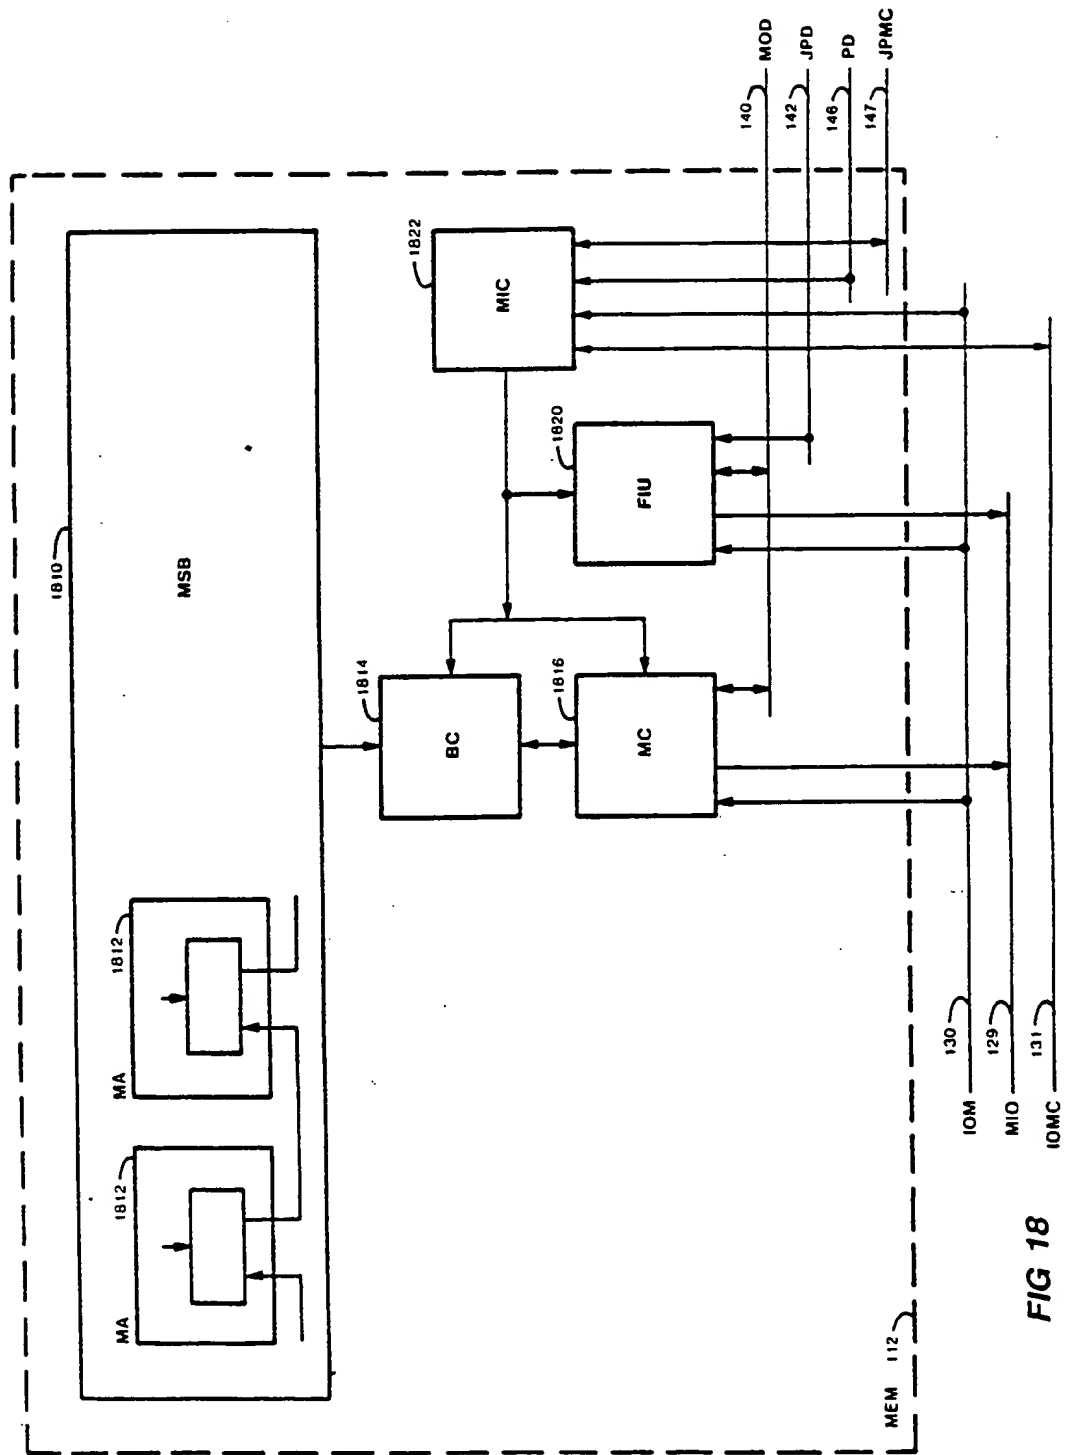 1810
MSB
MA
1812
MA
1812
1814
BC
1816
MC
1820
FIU
1822
MIC
140 MOD
142 JPD
146 PD
147 JPMC
IOM 130
MIO 129
IOMC 131
MEM 112
FIG 18